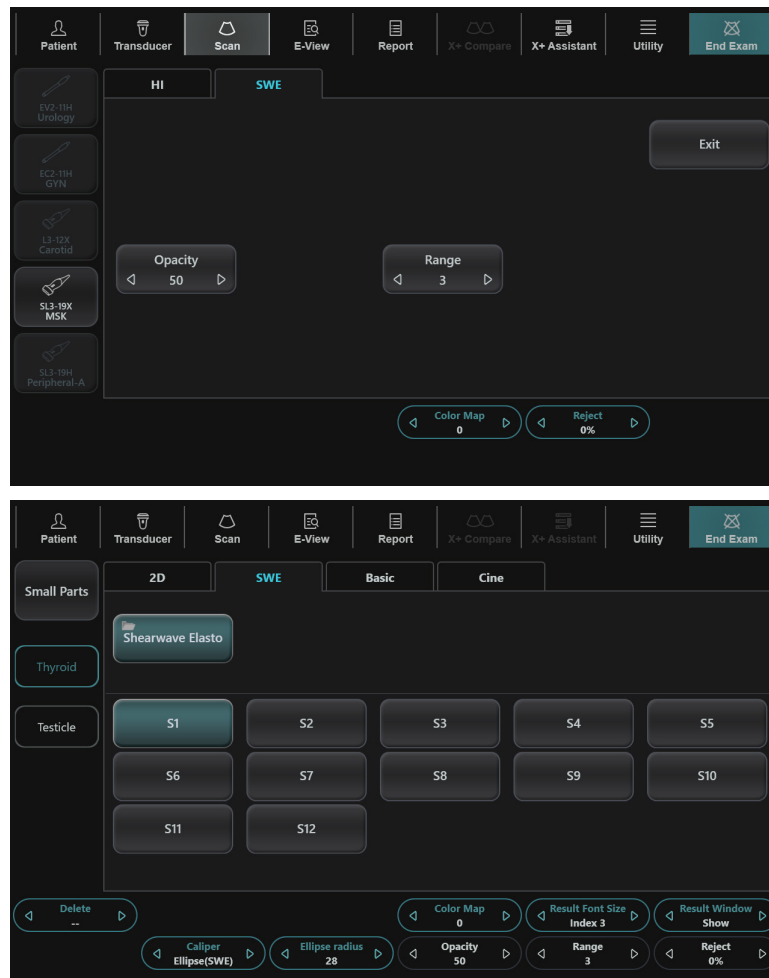 Patient
Transducer
Scan
E-View
Report
X+ Compare
X+ Assistant
Utility
End Exam
HI
SWE
EV2-11H
Urology
Exit
EC2-11H
GYN
L3-12X
Carotid
Opacity
50
Range
3
SL3-19X
MSK
SL3-19H
Peripheral-A
Color Map
0
Reject
0%
Patient
Transducer
Scan
E-View
Report
X+ Compare
X+ Assistant
Utility
End Exam
Small Parts
2D
SWE
Basic
Cine
Shearwave Elasto
Thyroid
Testicle
S1
S2
S3
S4
S5
S6
S7
S8
S9
S10
S11
S12
Delete
--
Color Map
0
Result Font Size
Index 3
Result Window
Show
Caliper
Ellipse(SWE)
Ellipse radius
28
Opacity
50
Range
3
Reject
0%